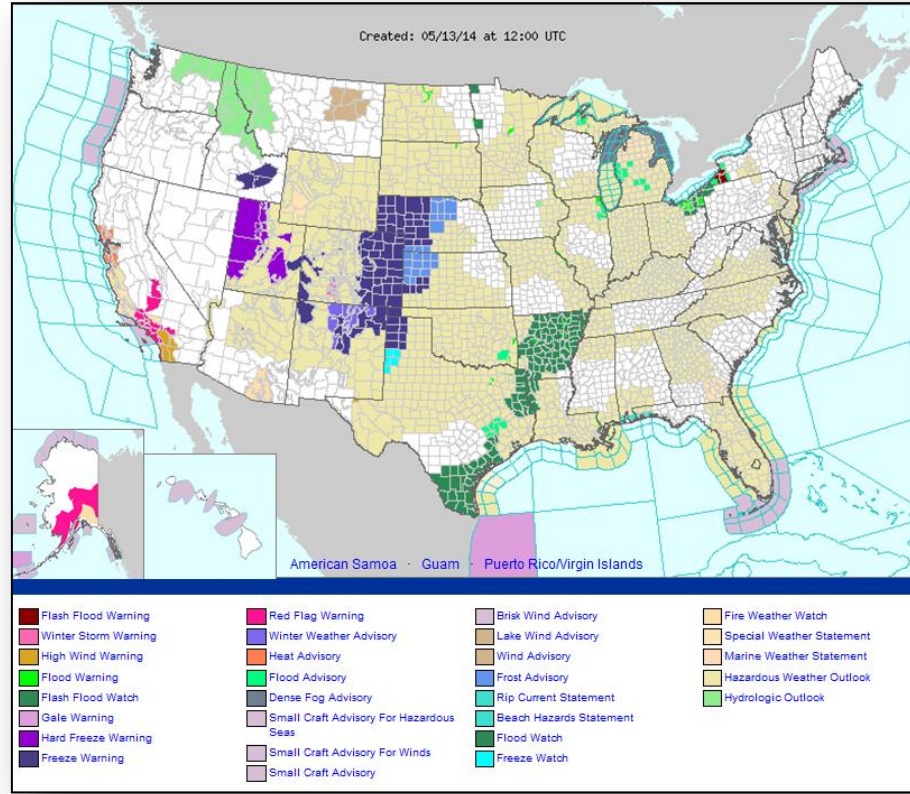 Created: 05/13/14 at 12:00 UTC
American Samoa · Guam · Puerto Rico/Virgin Islands
Flash Flood Warning
Winter Storm Warning
High Wind Warning
Flood Warning
Flash Flood Watch
Gale Warning
Hard Freeze Warning
Freeze Warning
Red Flag Warning
Winter Weather Advisory
Heat Advisory
Flood Advisory
Dense Fog Advisory
Small Craft Advisory For Hazardous
Seas
Small Craft Advisory For Winds
Small Craft Advisory
Brisk Wind Advisory
Lake Wind Advisory
Wind Advisory
Frost Advisory
Rip Current Statement
Beach Hazards Statement
Flood Watch
Freeze Watch
Fire Weather Watch
Special Weather Statement
Marine Weather Statement
Hazardous Weather Outlook
Hydrologic Outlook